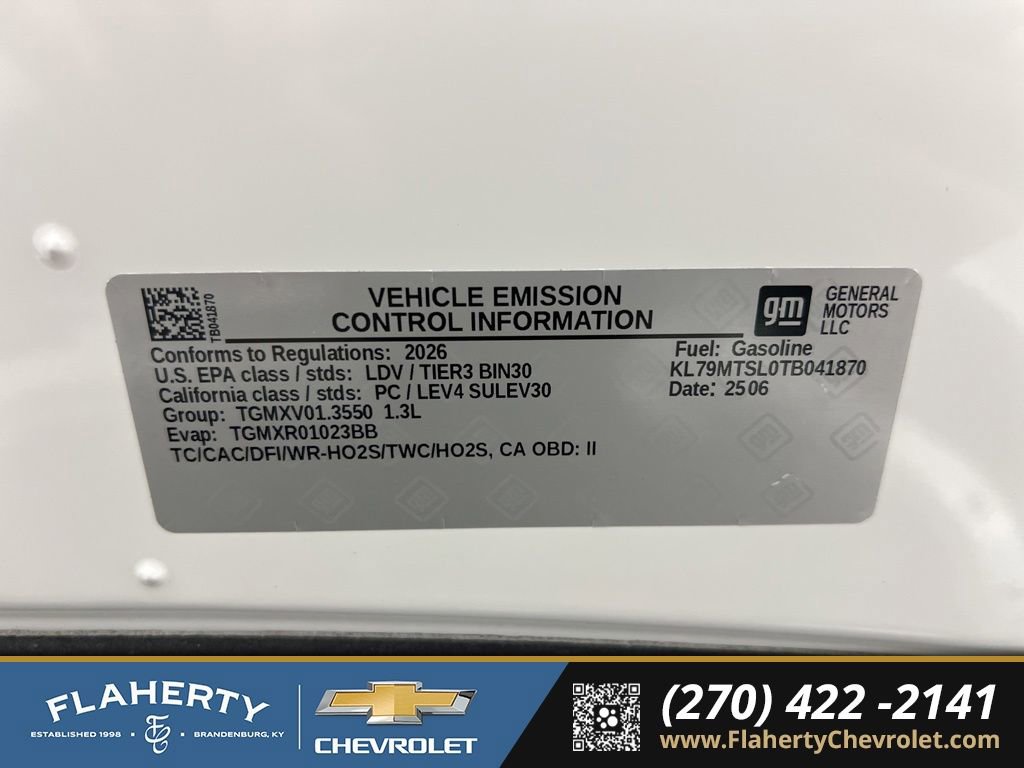 VEHICLE EMISSION
CONTROL INFORMATION
TB041870
gm
GENERAL
MOTORS
LLC
Conforms to Regulations: 2026
U.S. EPA class / stds: LDV / TIER3 BIN30
California class / stds: PC / LEV4 SULEV30
Group: TGMXV01.3550 1.3L
Evap: TGMXR01023BB
TC/CAC/DFI/WR-HO2S/TWC/HO2S, CA OBD: II
Fuel: Gasoline
KL79MTSL0TB041870
Date: 2506
FLAHERTY
ESTABLISHED 1998 • • BRANDENBURG, KY
CHEVROLET
(270) 422 -2141
www.FlahertyChevrolet.com